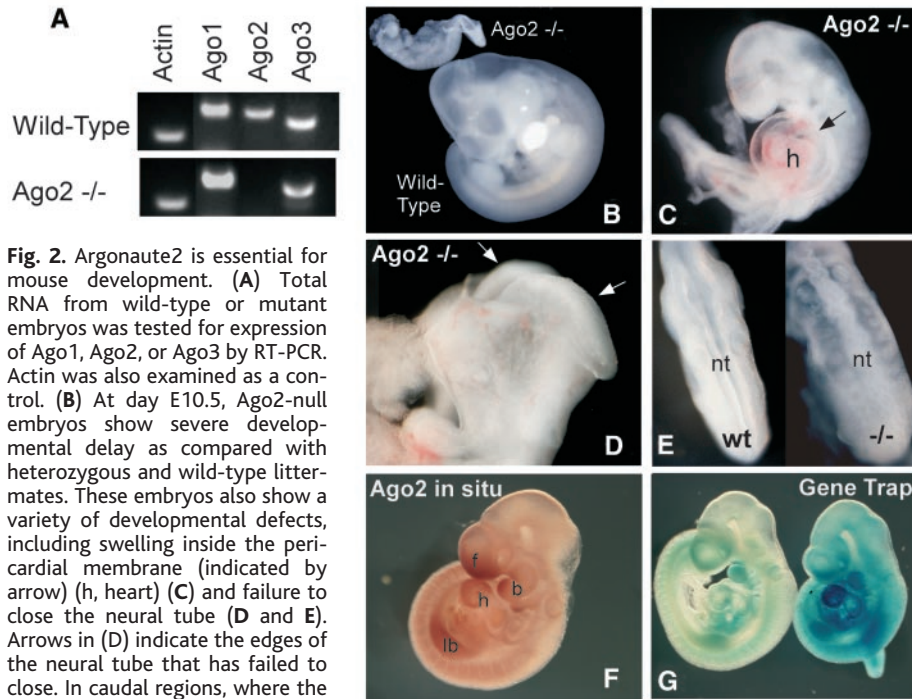 A
Actin
Ago1
Ago2
Ago3
Wild-Type
Ago2 -/-
Ago2 -/-
Wild-
Type
B
Ago2 -/-
h
C
Ago2 -/-
D
nt
nt
wt
-/-
E
Ago2 in situ
f
h
b
lb
F
Gene Trap
G
Fig. 2. Argonaute2 is essential for
mouse development. (A) Total
RNA from wild-type or mutant
embryos was tested for expression
of Ago1, Ago2, or Ago3 by RT-PCR.
Actin was also examined as a con-
trol. (B) At day E10.5, Ago2-null
embryos show severe develop-
mental delay as compared with
heterozygous and wild-type litter-
mates. These embryos also show a
variety of developmental defects,
including swelling inside the peri-
cardial membrane (indicated by
arrow) (h, heart) (C) and failure to
close the neural tube (D and E).
Arrows in (D) indicate the edges of
the neural tube that has failed to
close. In caudal regions, where the